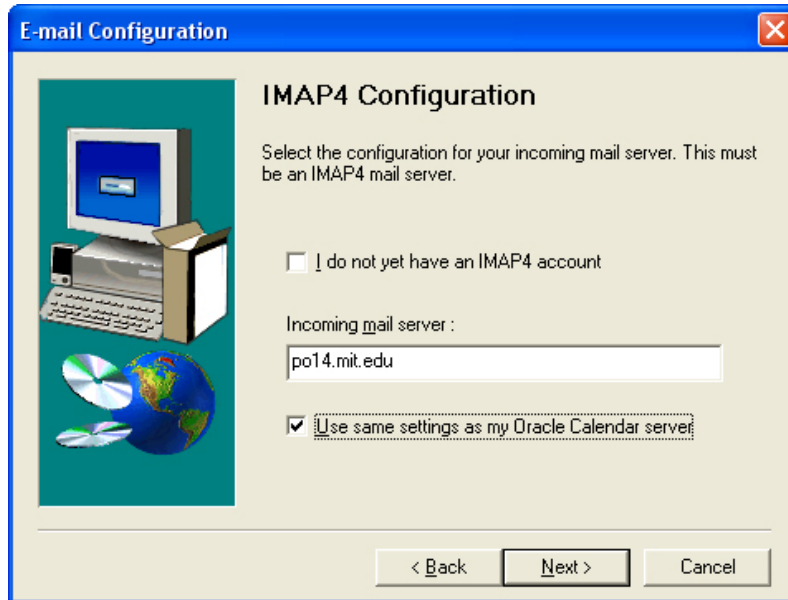 E-mail Configuration
IMAP4 Configuration
Select the configuration for your incoming mail server. This must
be an IMAP4 mail server.
I do not yet have an IMAP4 account
Incoming mail server :
po14.mit.edu
Use same settings as my Oracle Calendar server
< Back
Next >
Cancel